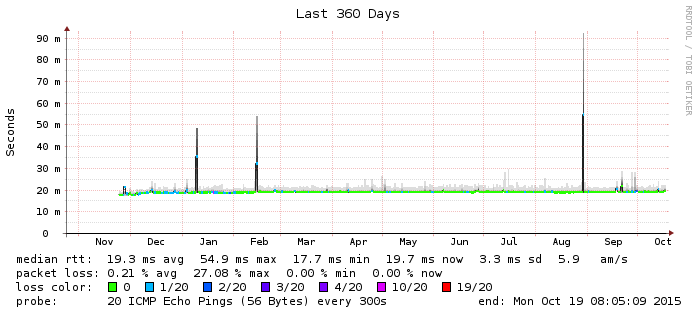 Last 360 Days
RRDTOOL / TOBI OETIKER
Seconds
90 m
80 m
70 m
60 m
50 m
40 m
30 m
20 m
10 m
0
Nov Dec Jan Feb Mar Apr May Jun Jul Aug Sep Oct
median rtt: 19.3 ms avg 54.9 ms max 17.7 ms min 19.7 ms now 3.3 ms sd 5.9 am/s
packet loss: 0.21 % avg 27.08 % max 0.00 % min 0.00 % now
loss color: 0 1/20 2/20 3/20 4/20 10/20 19/20
probe: 20 ICMP Echo Pings (56 Bytes) every 300s end: Mon Oct 19 08:05:09 2015